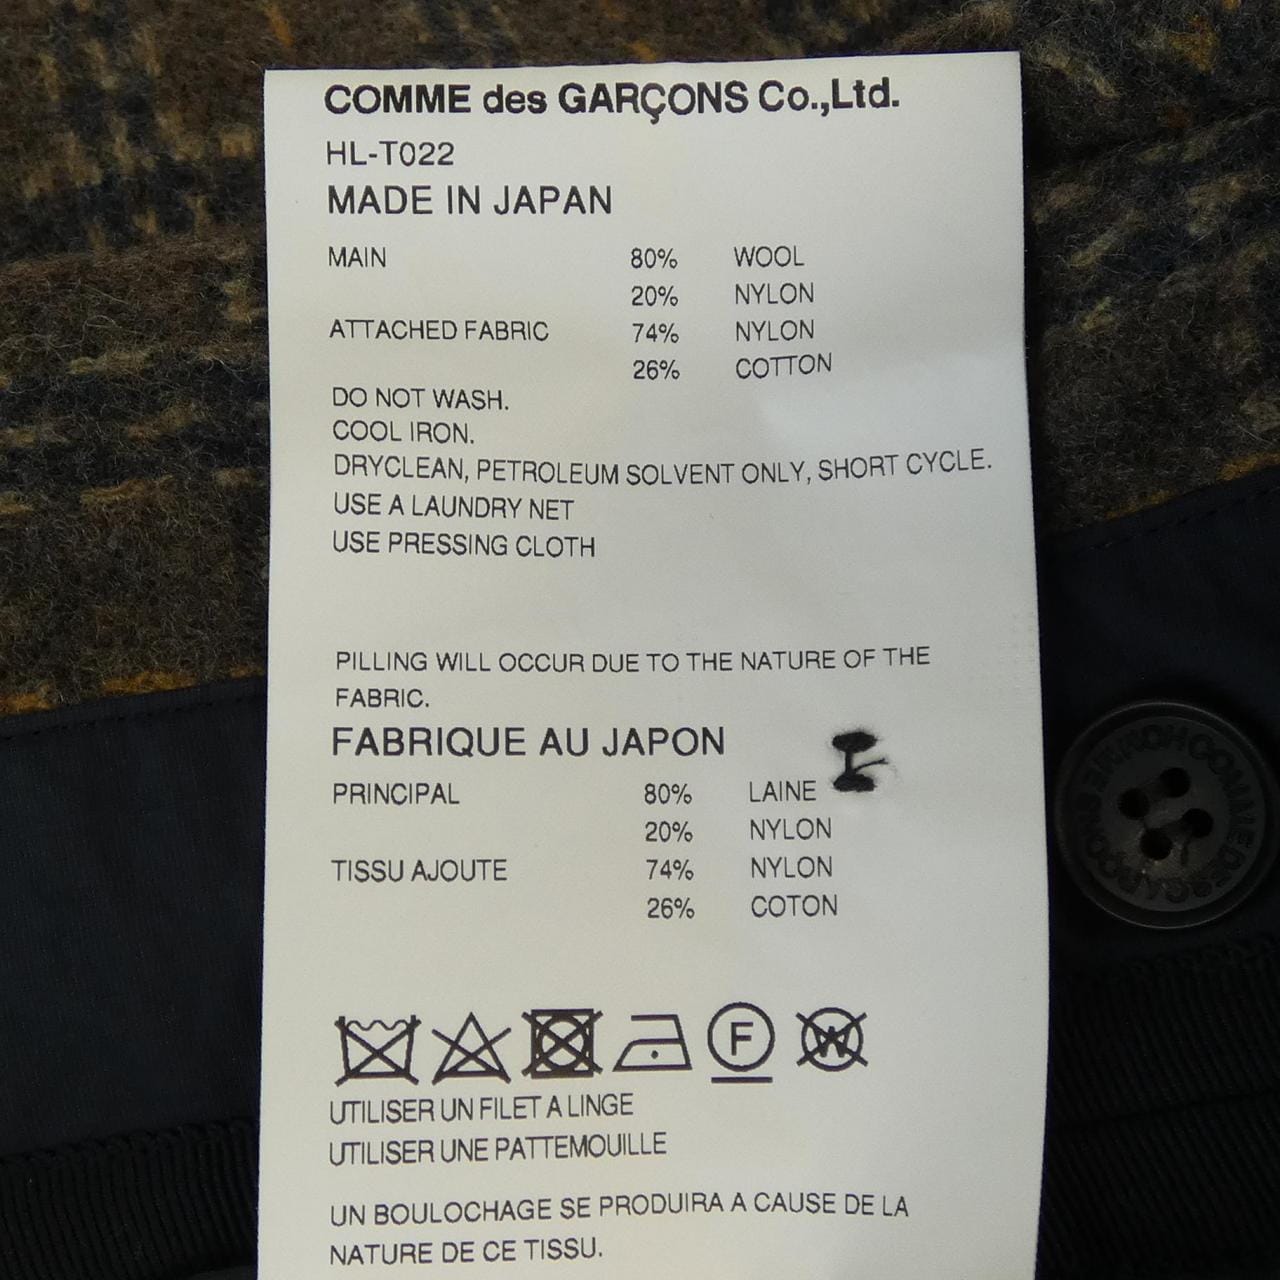 COMME des GARÇONS Co.,Ltd.
HL-T022
MADE IN JAPAN
MAIN 80% WOOL
20% NYLON
ATTACHED FABRIC 74% NYLON
26% COTTON
DO NOT WASH.
COOL IRON.
DRYCLEAN, PETROLEUM SOLVENT ONLY, SHORT CYCLE.
USE A LAUNDRY NET
USE PRESSING CLOTH
PILLING WILL OCCUR DUE TO THE NATURE OF THE
FABRIC.
FABRIQUE AU JAPON
PRINCIPAL 80% LAINE
20% NYLON
TISSU AJOUTE 74% NYLON
26% COTON
F W
UTILISER UN FILET A LINGE
UTILISER UNE PATTEMOUILLE
UN BOULOCHAGE SE PRODUIRA A CAUSE DE LA
NATURE DE CE TISSU.
COMME DES GARÇONS HOMME